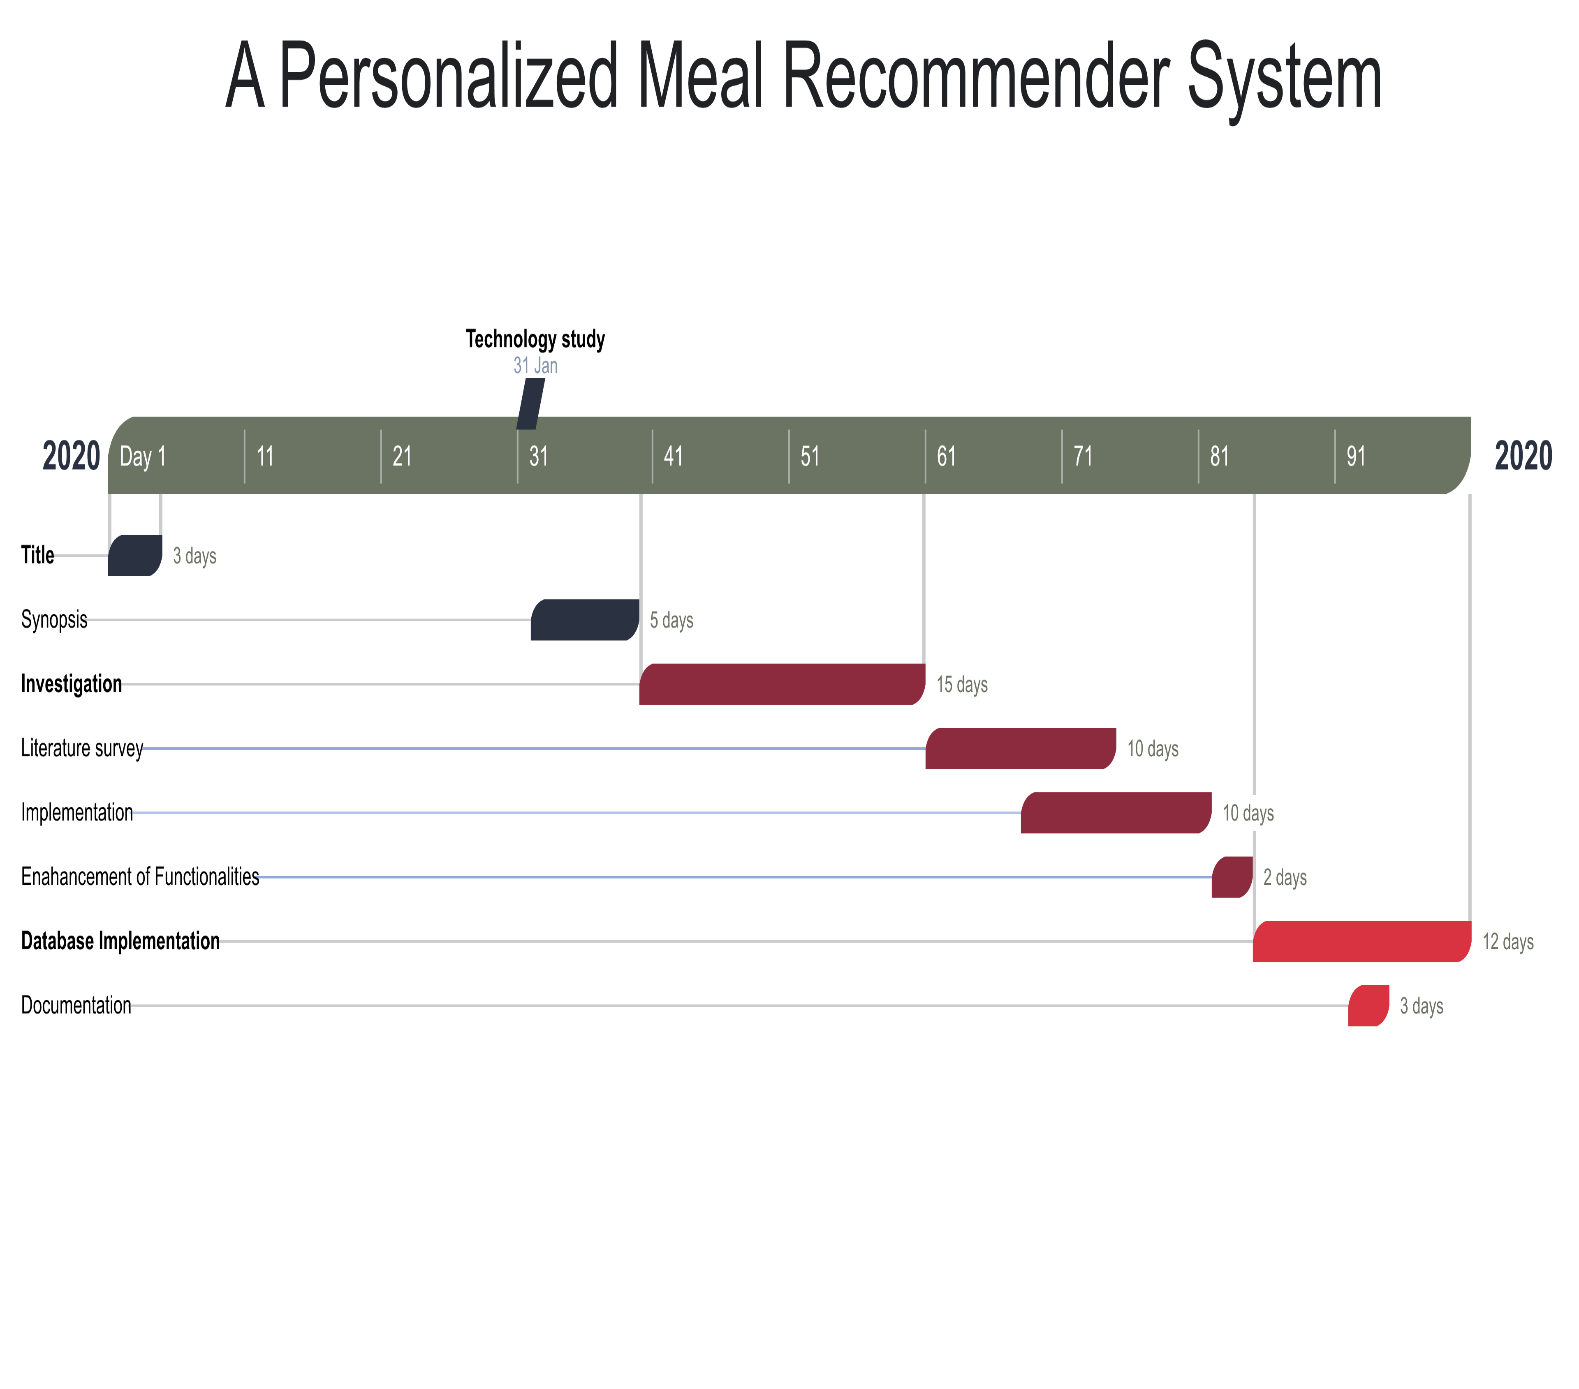 A Personalized Meal Recommender System
Technology study
31 Jan
2020 Day 1 11 21 31 41 51 61 71 81 91 2020
Title 3 days
Synopsis 5 days
Investigation 15 days
Literature survey 10 days
Implementation 10 days
Enahancement of Functionalities 2 days
Database Implementation 12 days
Documentation 3 days